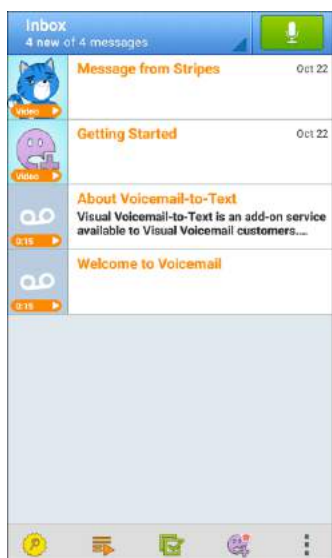 Inbox
4 new of 4 messages
Message from Stripes
Oct 22
Video
Getting Started
Oct 22
Video
About Voicemail-to-Text
Visual Voicemail-to-Text is an add-on service
available to Visual Voicemail customers....
0:15
Welcome to Voicemail
0:15